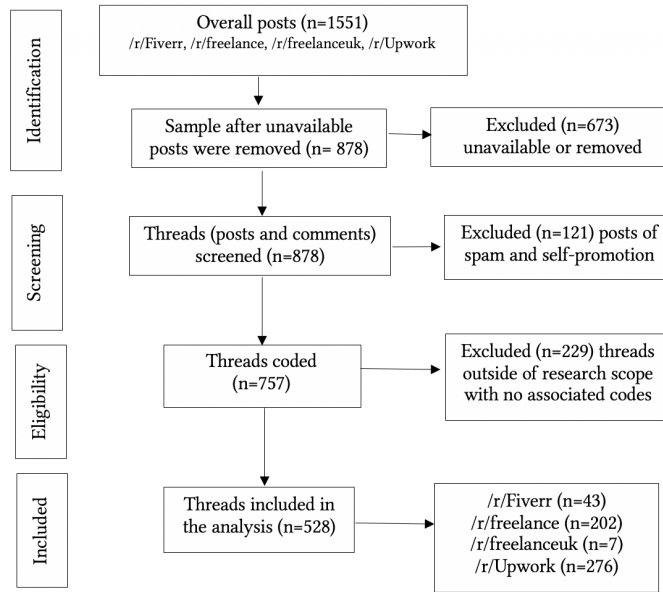 Identification
Overall posts (n=1551)
/r/Fiverr, /r/freelance, /r/freelanceuk, /r/Upwork
Sample after unavailable
posts were removed (n= 878)
Excluded (n=673)
unavailable or removed
Screening
Threads (posts and comments)
screened (n=878)
Excluded (n=121) posts of
spam and self-promotion
Eligibility
Threads coded
(n=757)
Excluded (n=229) threads
outside of research scope
with no associated codes
Included
Threads included in
the analysis (n=528)
/r/Fiverr (n=43)
/r/freelance (n=202)
/r/freelanceuk (n=7)
/r/Upwork (n=276)